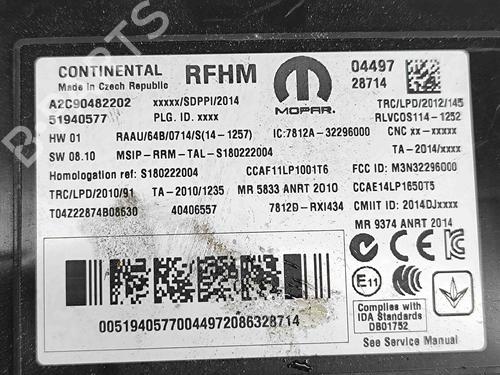 CONTINENTAL RFHM 04497
Made in Czech Republic 28714
MOPAR.
A2C90482202 xxxxx/SDPPI/2014 TRC/LPD/2012/145
51940577 PLG. ID. xxxx RLVCOS114-1252
HW 01 RAAU/64B/0714/S(14-1257) IC:7812A-32296000 CNC xx-xxxxx
SW 08.10 MSIP-RRM-TAL-S180222004 TA-2014/xxxx
Homologation ref: S180222004 CCAF11LP1001T6 FCC ID: M3N32296000
TRC/LPD/2010/91 TA-2010/1235 MR 5833 ANRT 2010 CCAE14LP1650T5
T04Z22874B08630 40406557 7812D-RXI434 CMIIT ID: 2014DJxxxx
MR 9374 ANRT 2014
E11
Complies with
IDA Standards
DB01752
00519405770044972086328714
See Service Manual